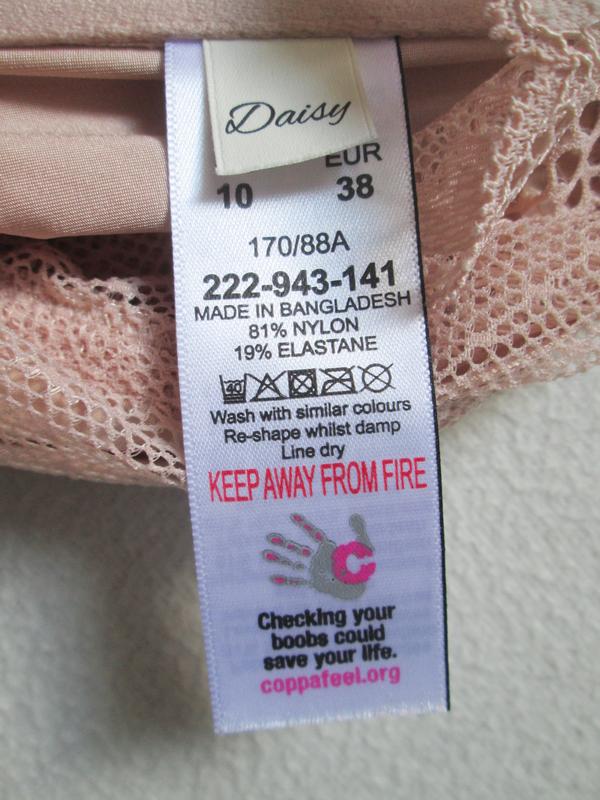 Daisy
EUR
10 38
170/88A
222-943-141
MADE IN BANGLADESH
81% NYLON
19% ELASTANE
40
Wash with similar colours
Re-shape whilst damp
Line dry
KEEP AWAY FROM FIRE
C
Checking your
boobs could
save your life.
coppafeel.org